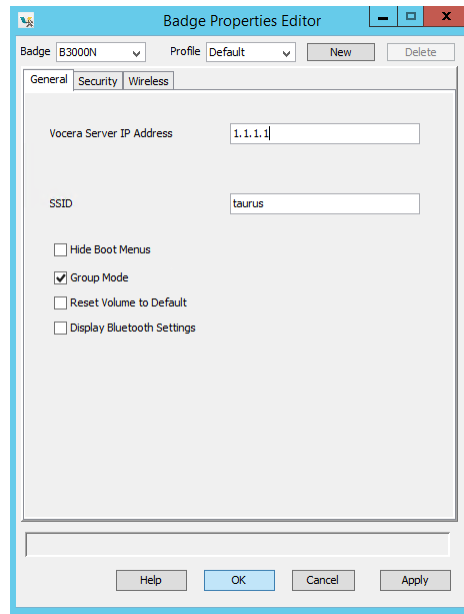 Badge Properties Editor
Badge B3000N Profile Default New Delete
General Security Wireless
Vocera Server IP Address 1.1.1.1
SSID taurus
Hide Boot Menus
Group Mode
Reset Volume to Default
Display Bluetooth Settings
Help OK Cancel Apply